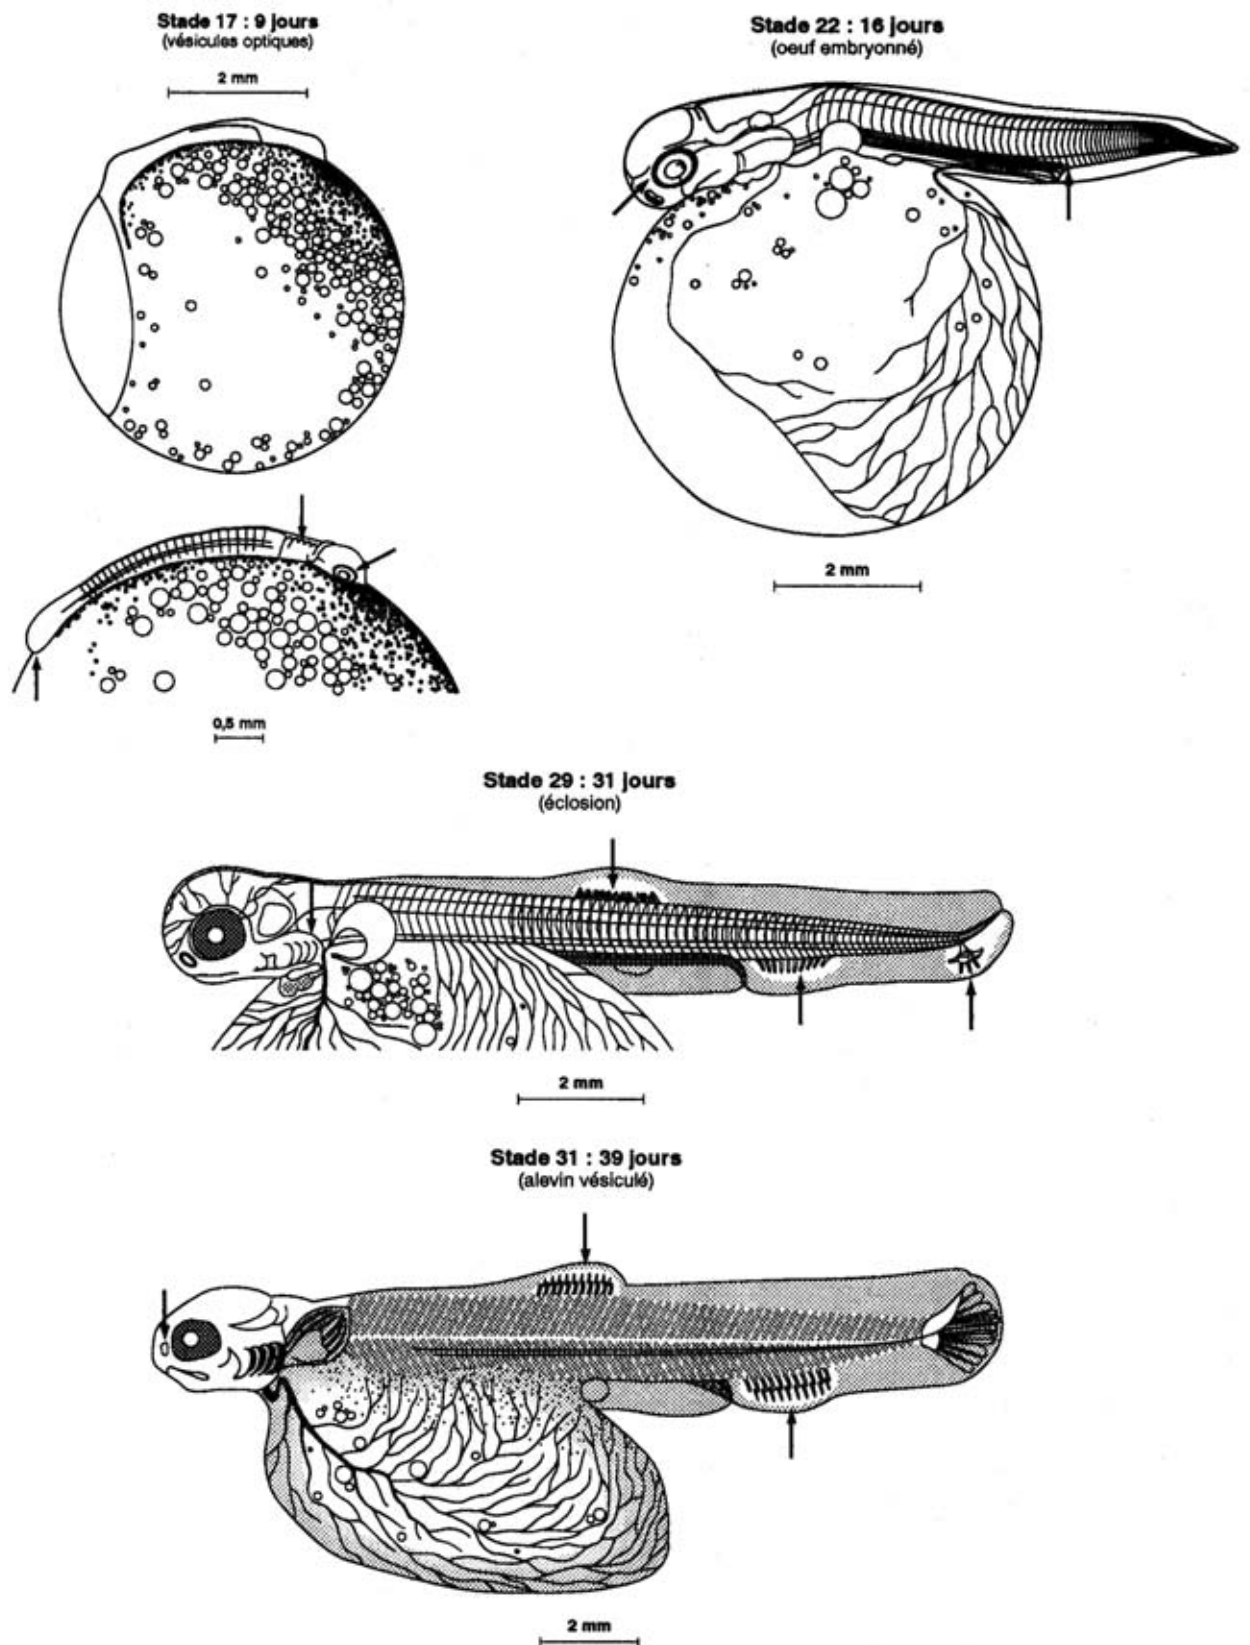 Stade 17 : 9 jours
(vésicules optiques)
2 mm
Stade 22 : 16 jours
(oeuf embryonné)
2 mm
0,5 mm
Stade 29 : 31 jours
(éclosion)
2 mm
Stade 31 : 39 jours
(alevin vésiculé)
2 mm